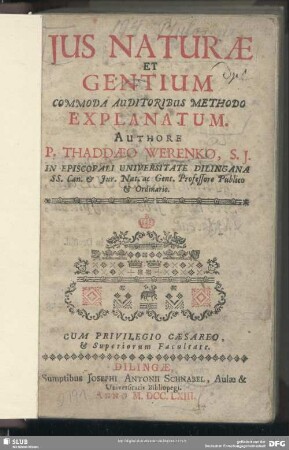 JUS NATURÆ
ET
GENTIUM
COMMODA AUDITORIBUS METHODO
EXPLANATUM.
AUTHORE
P. THADDÆO WERENKO, S. J.
IN EPISCOPALI UNIVERSITATE DILINGANA
SS. Can. & Jur. Nat. ac Gent. Professore Publico
& Ordinario.
CUM PRIVILEGIO CÆSAREO,
& Superiorum Facultate.
DILINGÆ,
Sumptibus JOSEPHI ANTONII SCHNABEL, Aulæ &
Universitatis Bibliopegi.
ANNO M. DCC. LXIII.
SLUB
DFG